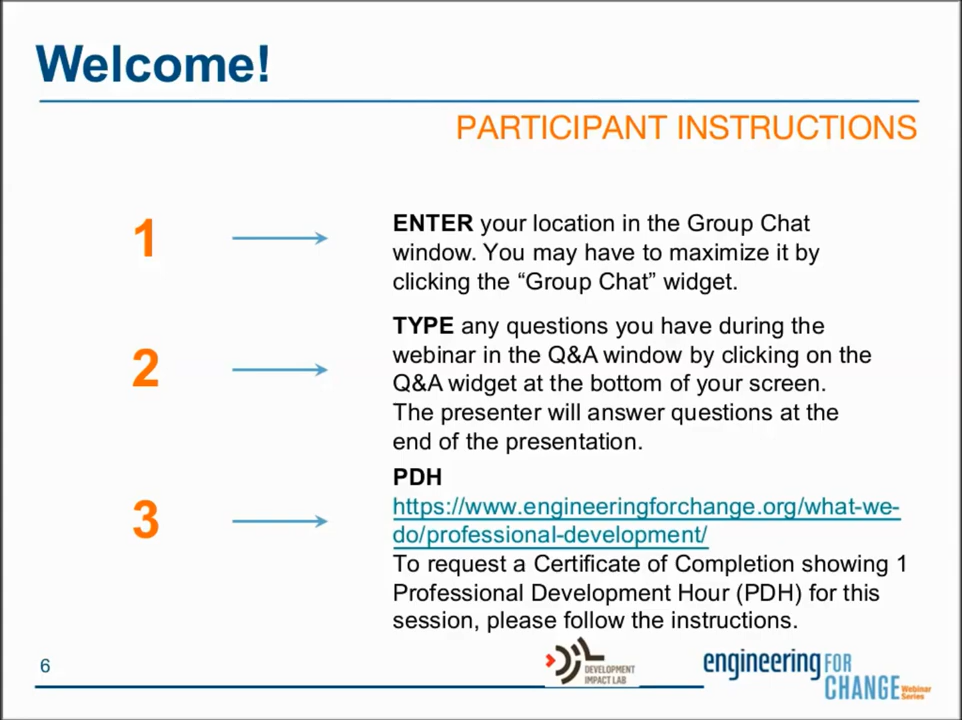 Welcome!
PARTICIPANT INSTRUCTIONS
1
ENTER your location in the Group Chat
window. You may have to maximize it by
clicking the “Group Chat” widget.
2
TYPE any questions you have during the
webinar in the Q&A window by clicking on the
Q&A widget at the bottom of your screen.
The presenter will answer questions at the
end of the presentation.
3
PDH
https://www.engineeringforchange.org/what-we-
do/professional-development/
To request a Certificate of Completion showing 1
Professional Development Hour (PDH) for this
session, please follow the instructions.
6
DIL DEVELOPMENT
IMPACT LAB
engineering FOR
CHANGE Webinar
Series